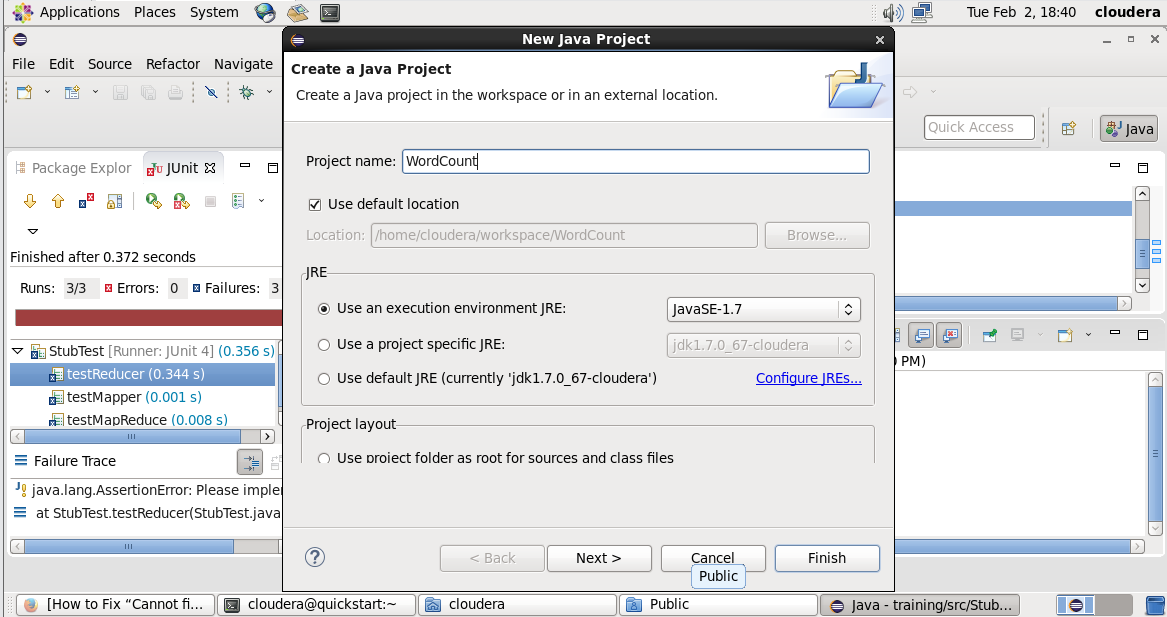 Applications Places System Tue Feb 2, 18:40 cloudera
New Java Project
File Edit Source Refactor Navigate
Create a Java Project
Create a Java project in the workspace or in an external location.
Quick Access Java
Package Explor JUnit
Project name: WordCount
Use default location
Location: /home/cloudera/workspace/WordCount Browse...
Finished after 0.372 seconds
Runs: 3/3 Errors: 0 Failures: 3
JRE
Use an execution environment JRE: JavaSE-1.7
Use a project specific JRE: jdk1.7.0_67-cloudera
Use default JRE (currently 'jdk1.7.0_67-cloudera') Configure JREs...
StubTest [Runner: JUnit 4] (0.356 s)
testReducer (0.344 s)
testMapper (0.001 s)
testMapReduce (0.008 s)
0 PM)
Project layout
Use project folder as root for sources and class files
Failure Trace
java.lang.AssertionError: Please imple
at StubTest.testReducer(StubTest.java
< Back Next > Cancel Finish
Public
[How to Fix “Cannot fi... cloudera@quickstart:~ cloudera Public Java - training/src/Stub...